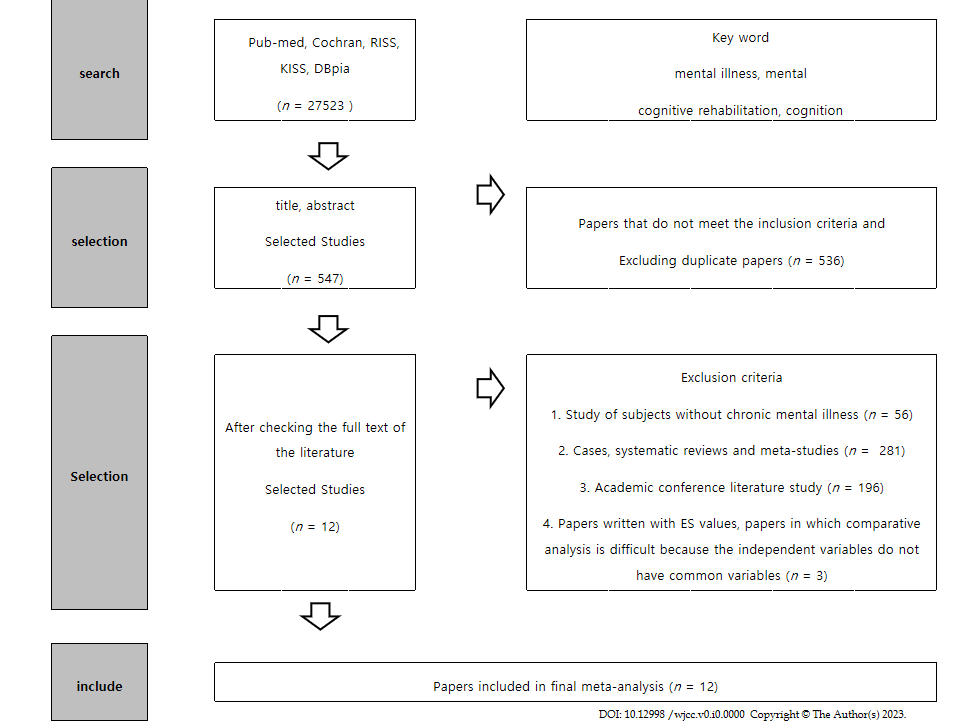 search
Pub-med, Cochran, RISS,
KISS, DBpia
(n = 27523 )
Key word
mental illness, mental
cognitive rehabilitation, cognition
selection
title, abstract
Selected Studies
(n = 547)
Papers that do not meet the inclusion criteria and
Excluding duplicate papers (n = 536)
Selection
After checking the full text of
the literature
Selected Studies
(n = 12)
Exclusion criteria
1. Study of subjects without chronic mental illness (n = 56)
2. Cases, systematic reviews and meta-studies (n = 281)
3. Academic conference literature study (n = 196)
4. Papers written with ES values, papers in which comparative
analysis is difficult because the independent variables do not
have common variables (n = 3)
include
Papers included in final meta-analysis (n = 12)
DOI: 10.12998 /wjcc.v0.i0.0000 Copyright © The Author(s) 2023.